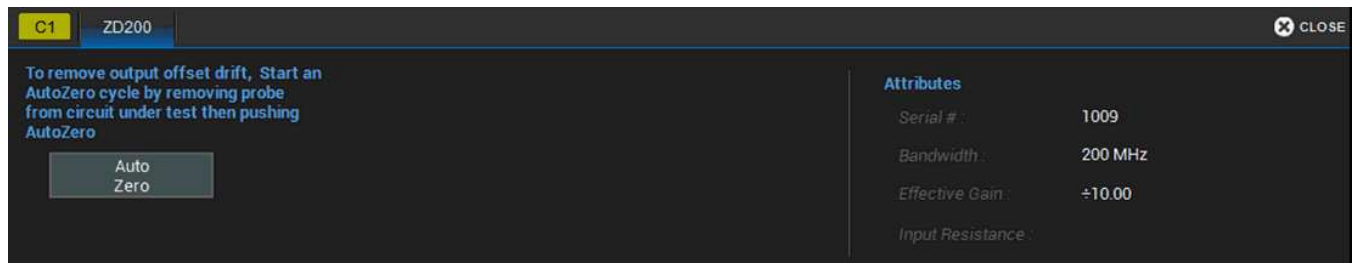 C1 ZD200 CLOSE
To remove output offset drift, Start an
AutoZero cycle by removing probe
from circuit under test then pushing
AutoZero
Auto
Zero
Attributes
Serial # : 1009
Bandwidth : 200 MHz
Effective Gain : ÷10.00
Input Resistance :